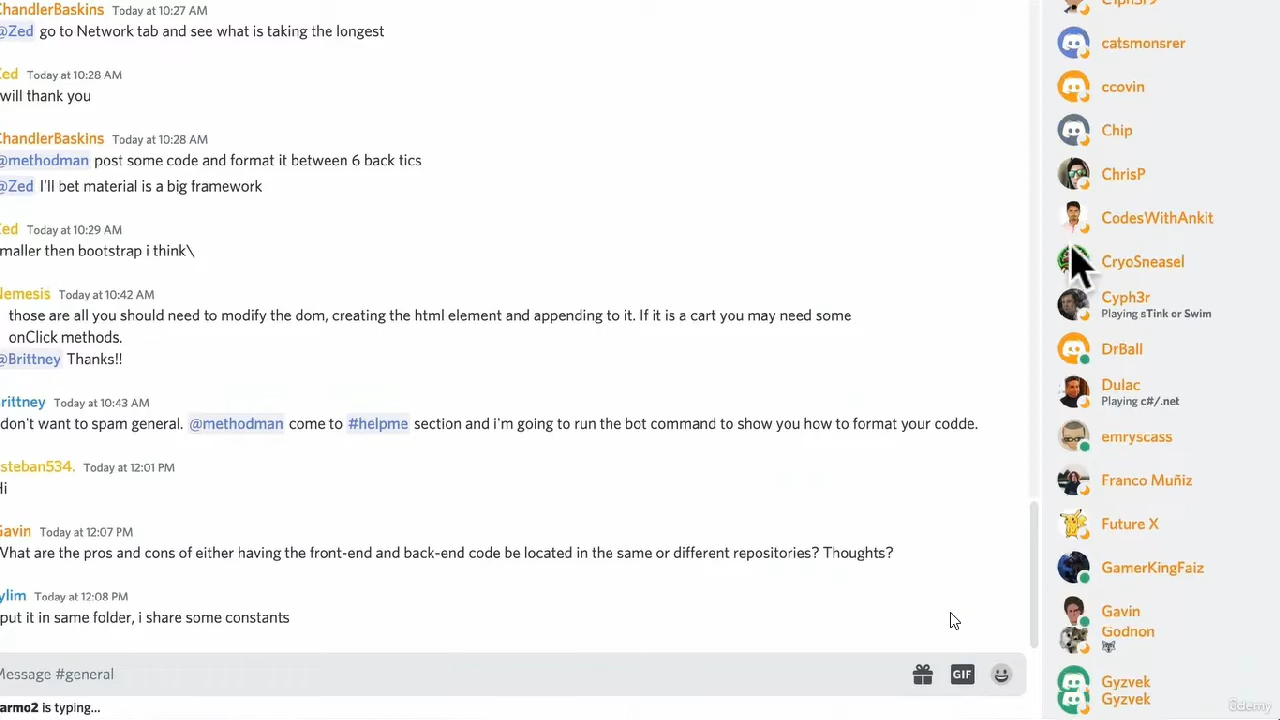 ChandlerBaskins Today at 10:27 AM
@Zed go to Network tab and see what is taking the longest
Zed Today at 10:28 AM
will thank you
ChandlerBaskins Today at 10:28 AM
@methodman post some code and format it between 6 back tics
@Zed I'll bet material is a big framework
Zed Today at 10:29 AM
maller then bootstrap i think\
Nemesis Today at 10:42 AM
those are all you should need to modify the dom, creating the html element and appending to it. If it is a cart you may need some
onClick methods.
@Brittney Thanks!!
rittney Today at 10:43 AM
don't want to spam general. @methodman come to #helpme section and i'm going to run the bot command to show you how to format your codde.
steban534. Today at 12:01 PM
Hi
Gavin Today at 12:07 PM
What are the pros and cons of either having the front-end and back-end code be located in the same or different repositories? Thoughts?
ylim Today at 12:08 PM
put it in same folder, i share some constants
Message #general
GIF
armo2 is typing...
catsmonsrer
ccovin
Chip
ChrisP
CodesWithAnkit
CryoSneasel
Cyph3r
Playing sTink or Swim
DrBall
Dulac
Playing c#/.net
emryscass
Franco Muñiz
Future X
GamerKingFaiz
Gavin
Godnon
Gyzvek
Gyzvek
ûdemy